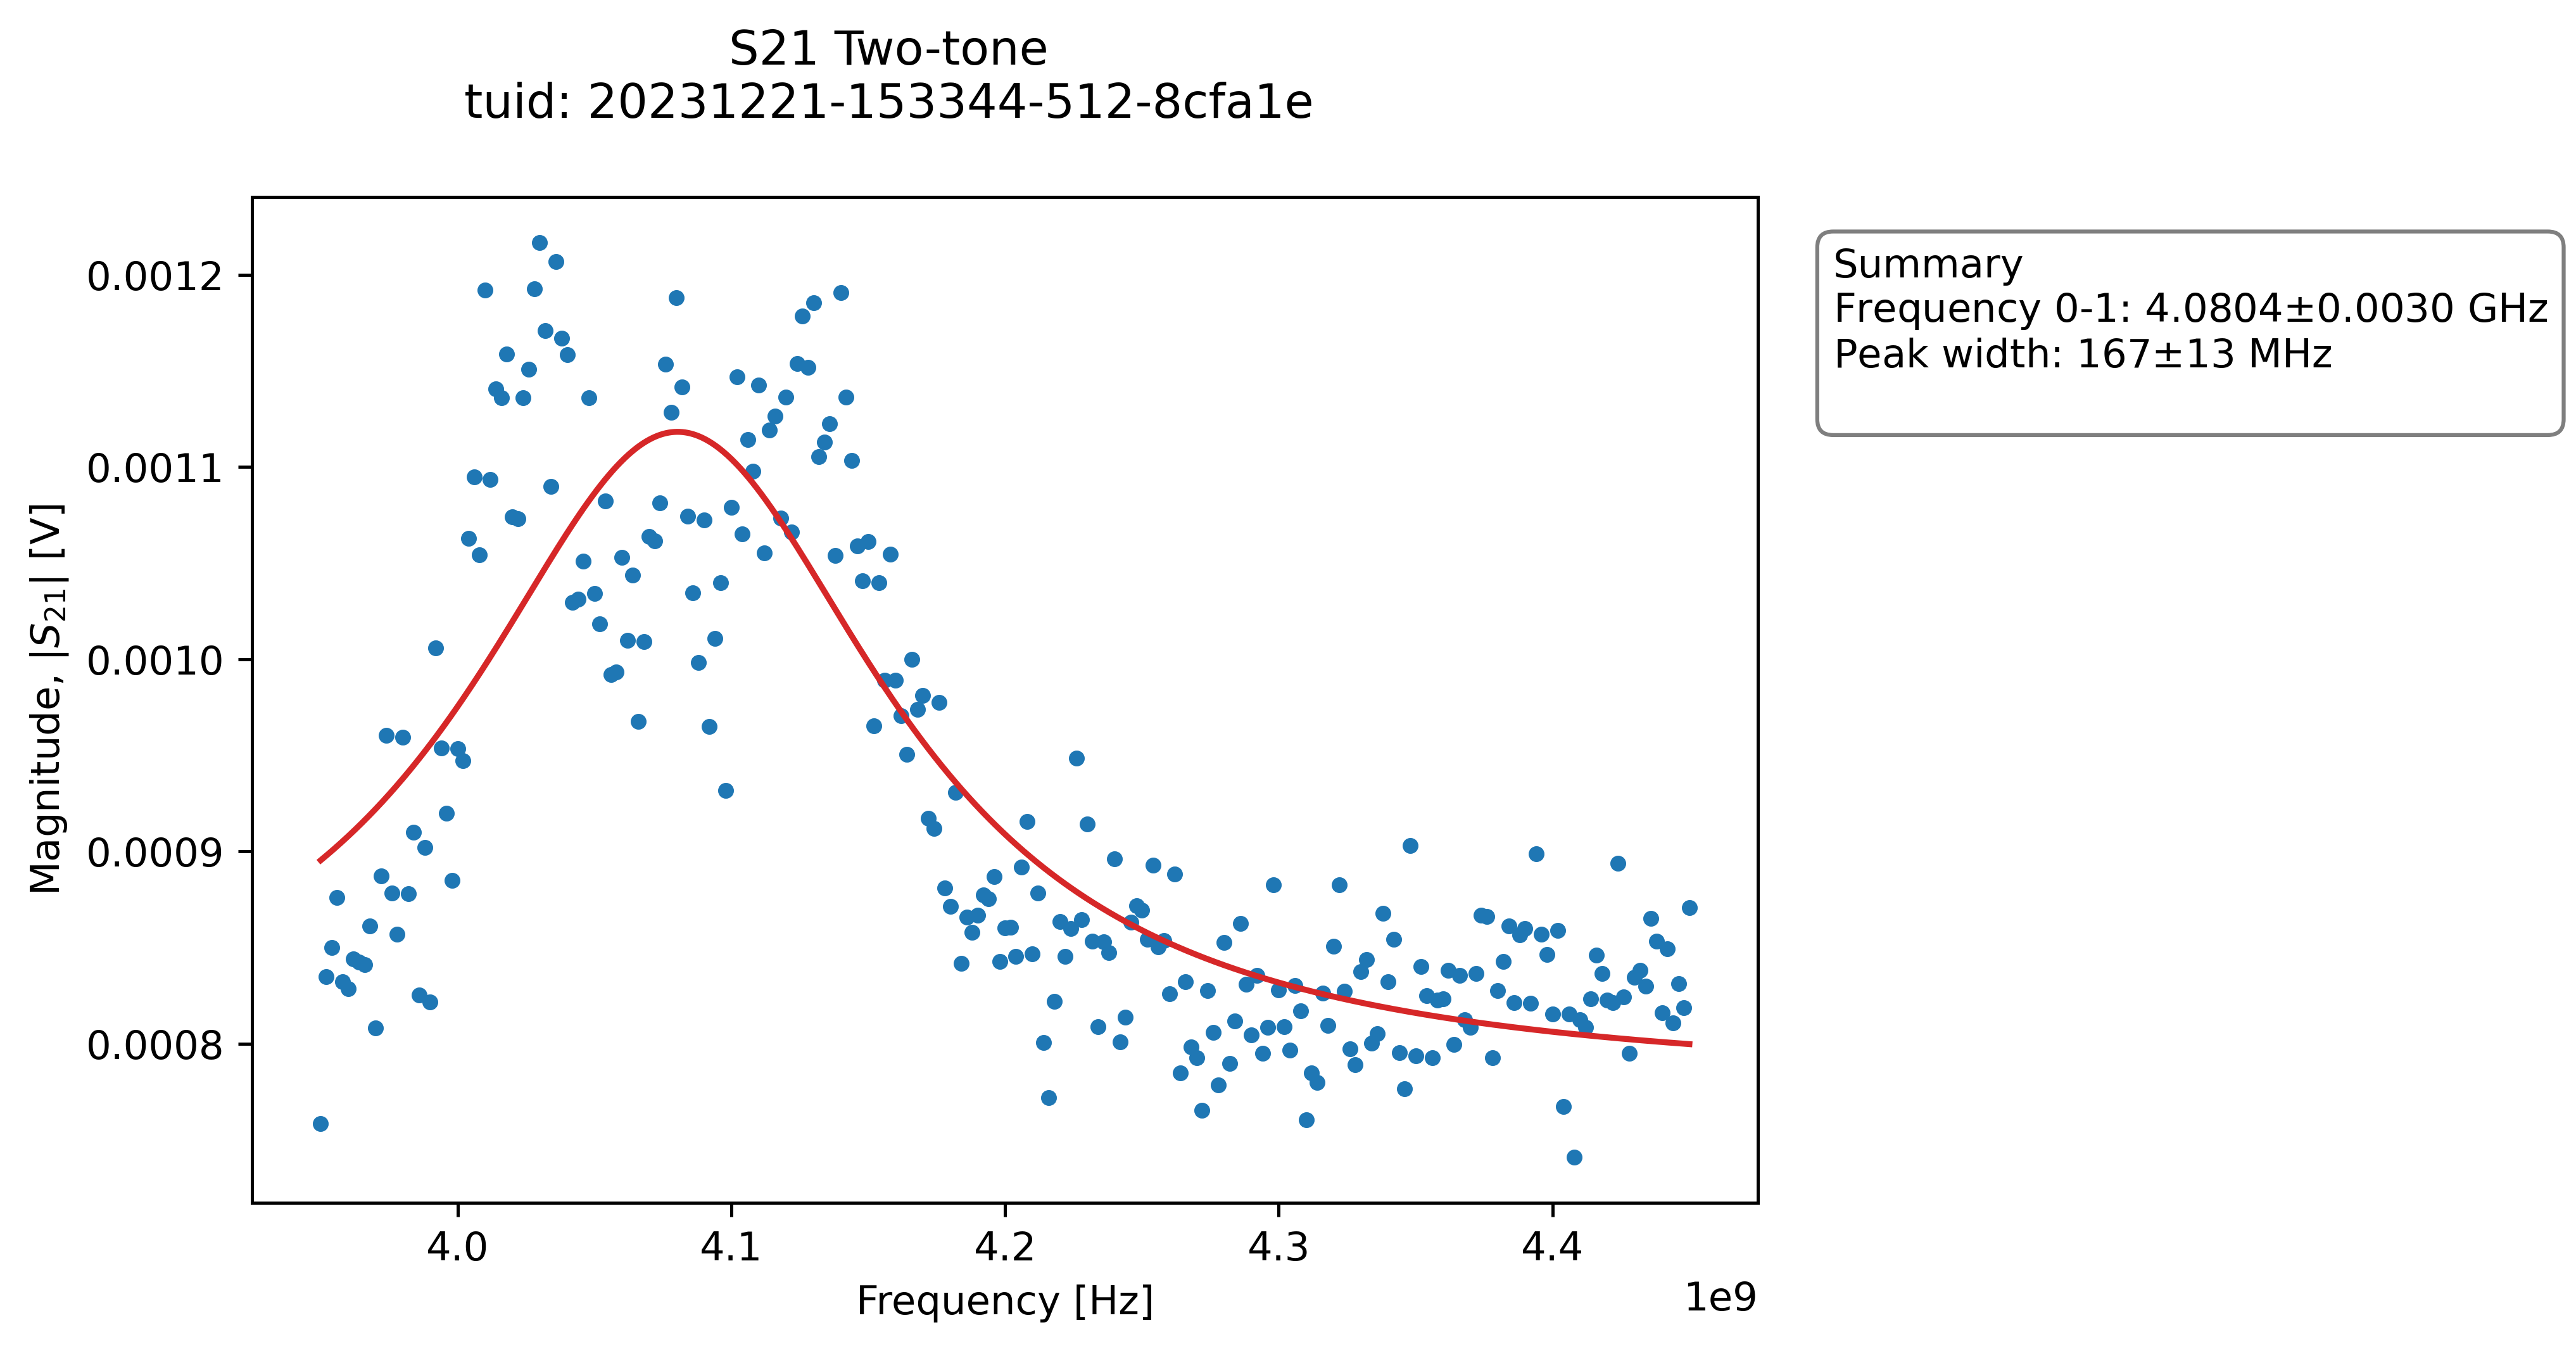 S21 Two-tone
tuid: 20231221-153344-512-8cfa1e
Summary
Frequency 0-1: 4.0804±0.0030 GHz
Peak width: 167±13 MHz
Magnitude, |S₂₁| [V]
0.0012
0.0011
0.0010
0.0009
0.0008
4.0 4.1 4.2 4.3 4.4
Frequency [Hz]
1e9